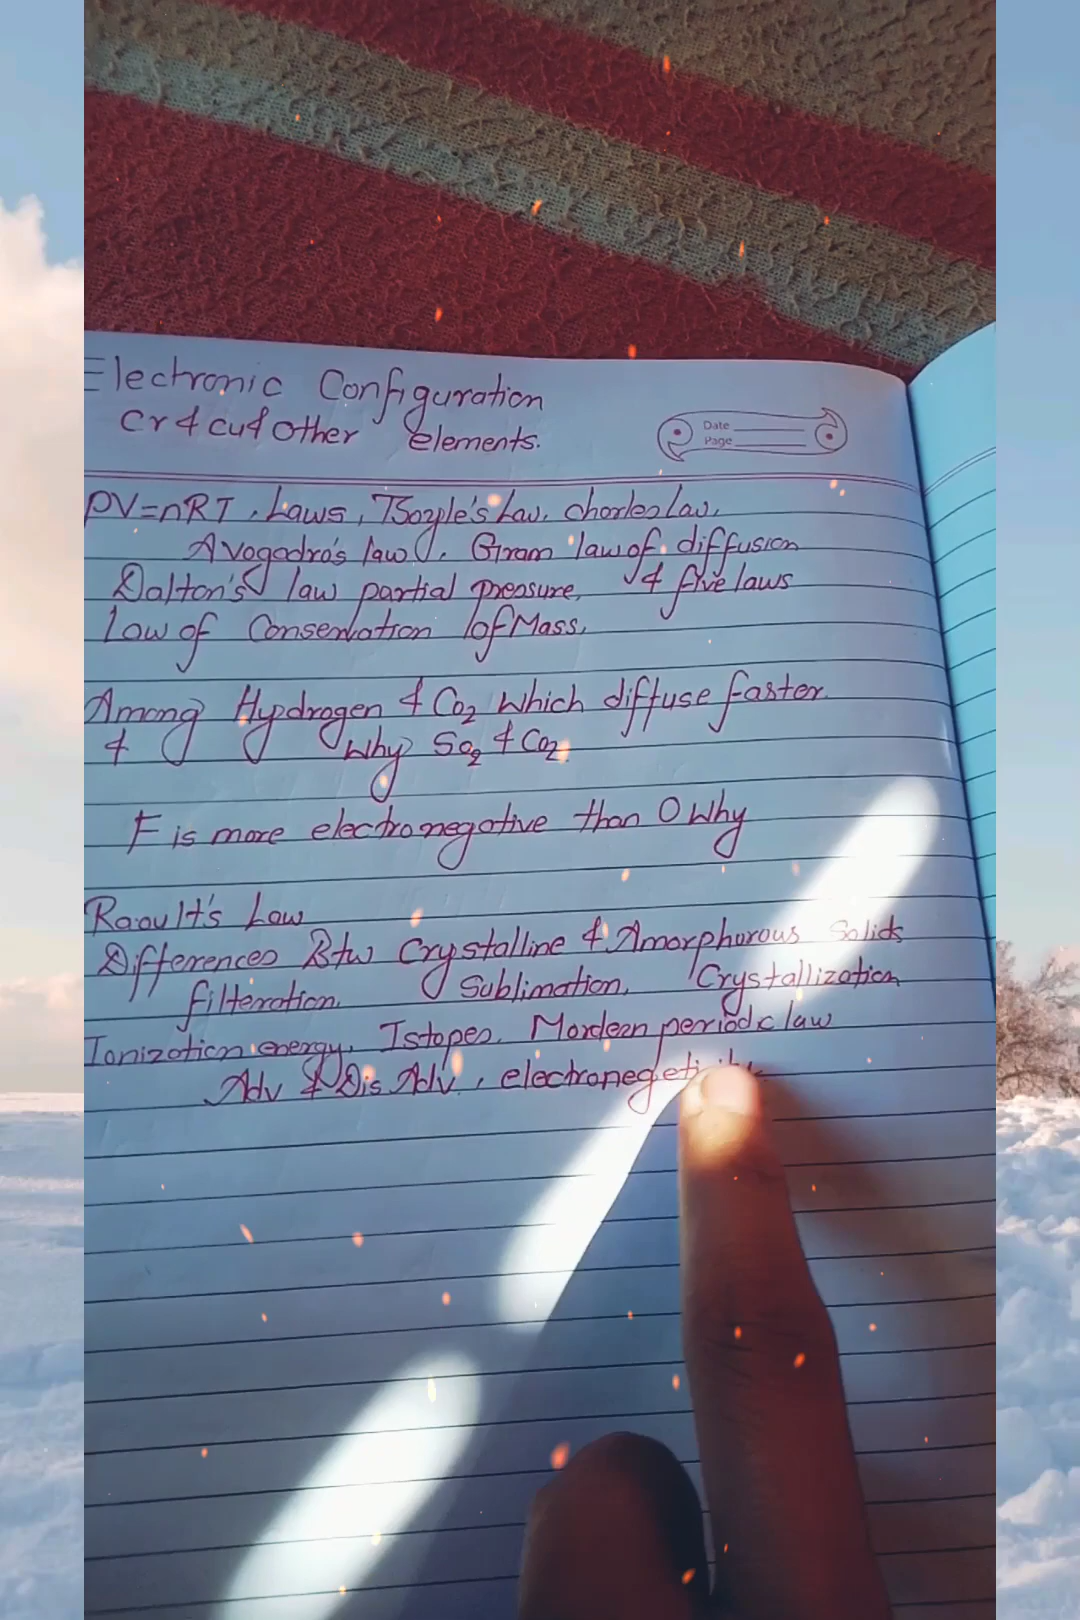 Electronic Configuration
Cr & cu & Other elements.
Date
Page
PV=nRT, Laws, Boyle's Law, charles law,
Avogadro's law, Gram law of diffusion
Dalton's law partial pressure, & five laws
Law of Conservation of Mass,
Among Hydrogen & CO2 Which diffuse faster
& Why SO2 & CO2.
F is more electronegative than O Why
Raoult's Law
Differences Btw Crystalline & Amorphorous Solids
filteration, Sublimation, Crystallization
Ionization energy, Istopes, Mordern periodic law
Adv & Dis Adv, electronegeti